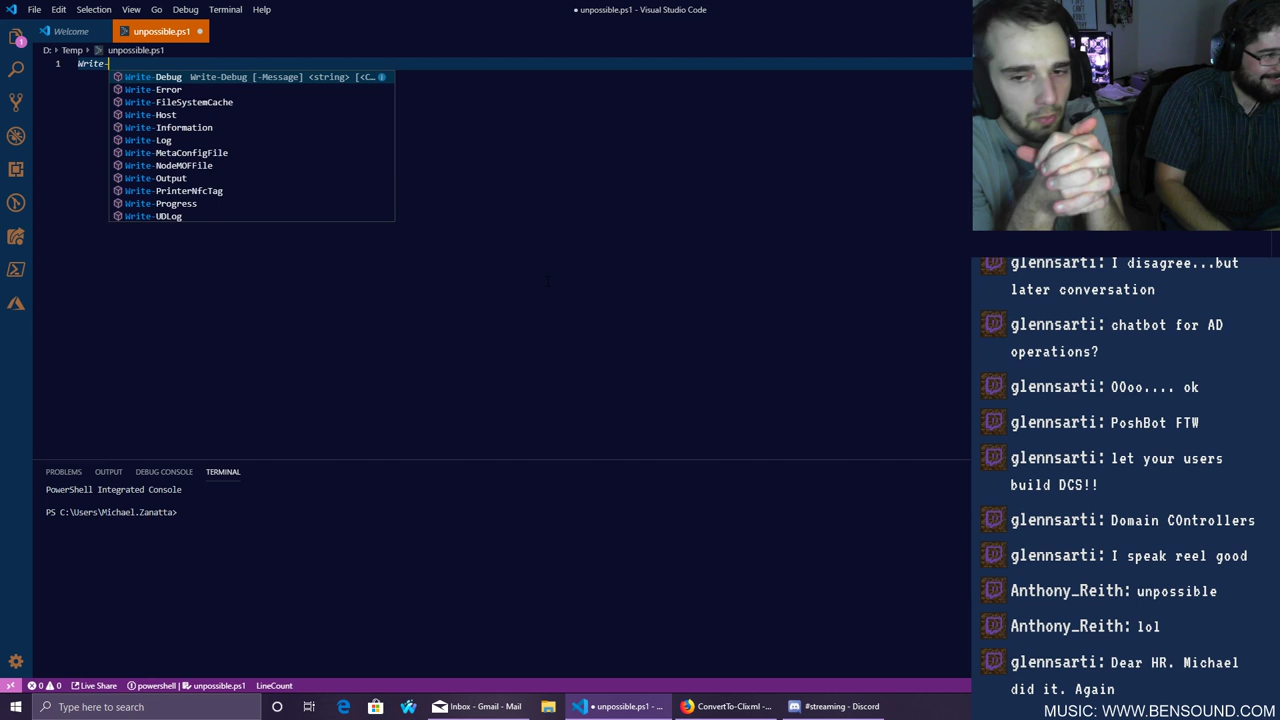 File Edit Selection View Go Debug Terminal Help
● unpossible.ps1 - Visual Studio Code
Welcome
unpossible.ps1 ●
D: > Temp > unpossible.ps1
1 Write-
Write-Debug Write-Debug [-Message] <string> [<C...
Write-Error
Write-FileSystemCache
Write-Host
Write-Information
Write-Log
Write-MetaConfigFile
Write-NodeMOFFile
Write-Output
Write-PrinterNfcTag
Write-Progress
Write-UDLog
PROBLEMS OUTPUT DEBUG CONSOLE TERMINAL
PowerShell Integrated Console
PS C:\Users\Michael.Zanatta>
0 0 Live Share powershell | unpossible.ps1 LineCount
Type here to search
Inbox - Gmail - Mail
● unpossible.ps1 - ...
ConvertTo-Clixml -...
#streaming - Discord
glennsarti: I disagree...but
later conversation
glennsarti: chatbot for AD
operations?
glennsarti: OOoo.... ok
glennsarti: PoshBot FTW
glennsarti: let your users
build DCS!!
glennsarti: Domain COntrollers
glennsarti: I speak reel good
Anthony_Reith: unpossible
Anthony_Reith: lol
glennsarti: Dear HR. Michael
did it. Again
MUSIC: WWW.BENSOUND.COM